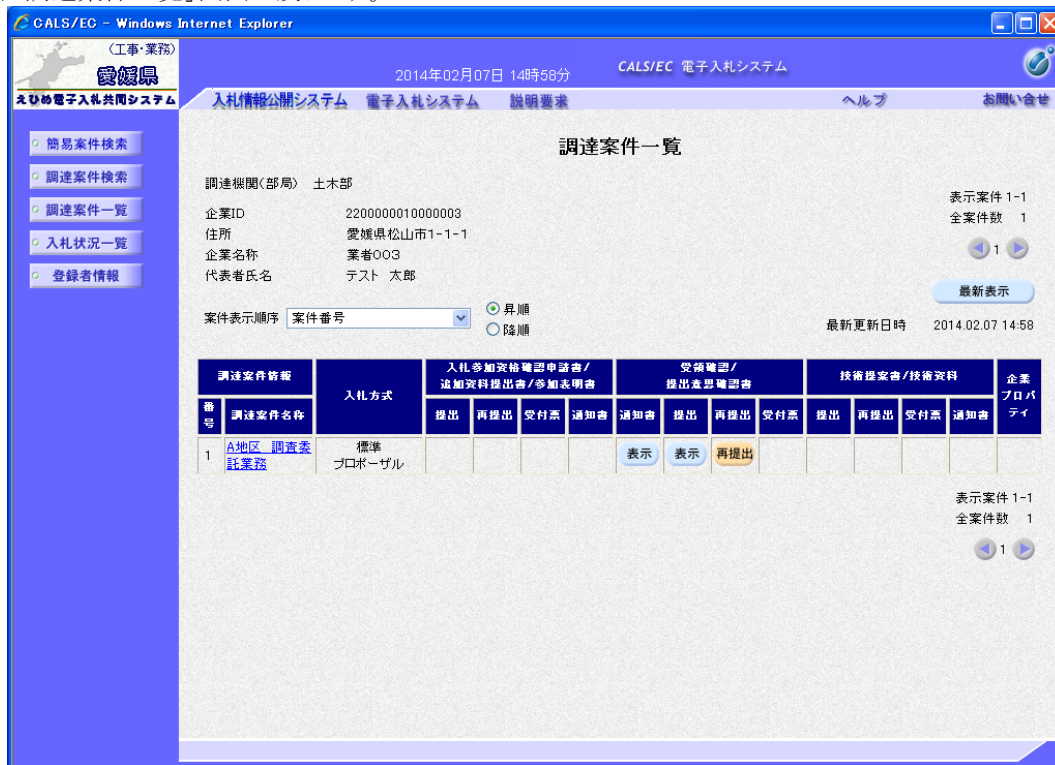 CALS/EC - Windows Internet Explorer
(工事・業務)
愛媛県
えひめ電子入札共同システム
2014年02月07日 14時58分
CALS/EC 電子入札システム
入札情報公開システム 電子入札システム 説明要求 ヘルプ お問い合せ
簡易案件検索
調達案件検索
調達案件一覧
入札状況一覧
登録者情報
調達案件一覧
調達機関(部局) 土木部
企業ID 2200000010000003
住所 愛媛県松山市1-1-1
企業名称 業者003
代表者氏名 テスト 太郎
表示案件 1-1
全案件数 1
1
最新表示
案件表示順序 案件番号
昇順
降順
最新更新日時 2014.02.07 14:58
調達案件情報 入札方式 入札参加資格確認申請書/追加資料提出書/参加表明書 受領確認/提出意思確認書 技術提案書/技術資料 企業プロパティ
番号 調達案件名称 提出 再提出 受付票 通知書 通知書 提出 再提出 受付票 提出 再提出 受付票 通知書
1 A地区 調査委託業務 標準プロポーザル 表示 表示 再提出
表示案件 1-1
全案件数 1
1